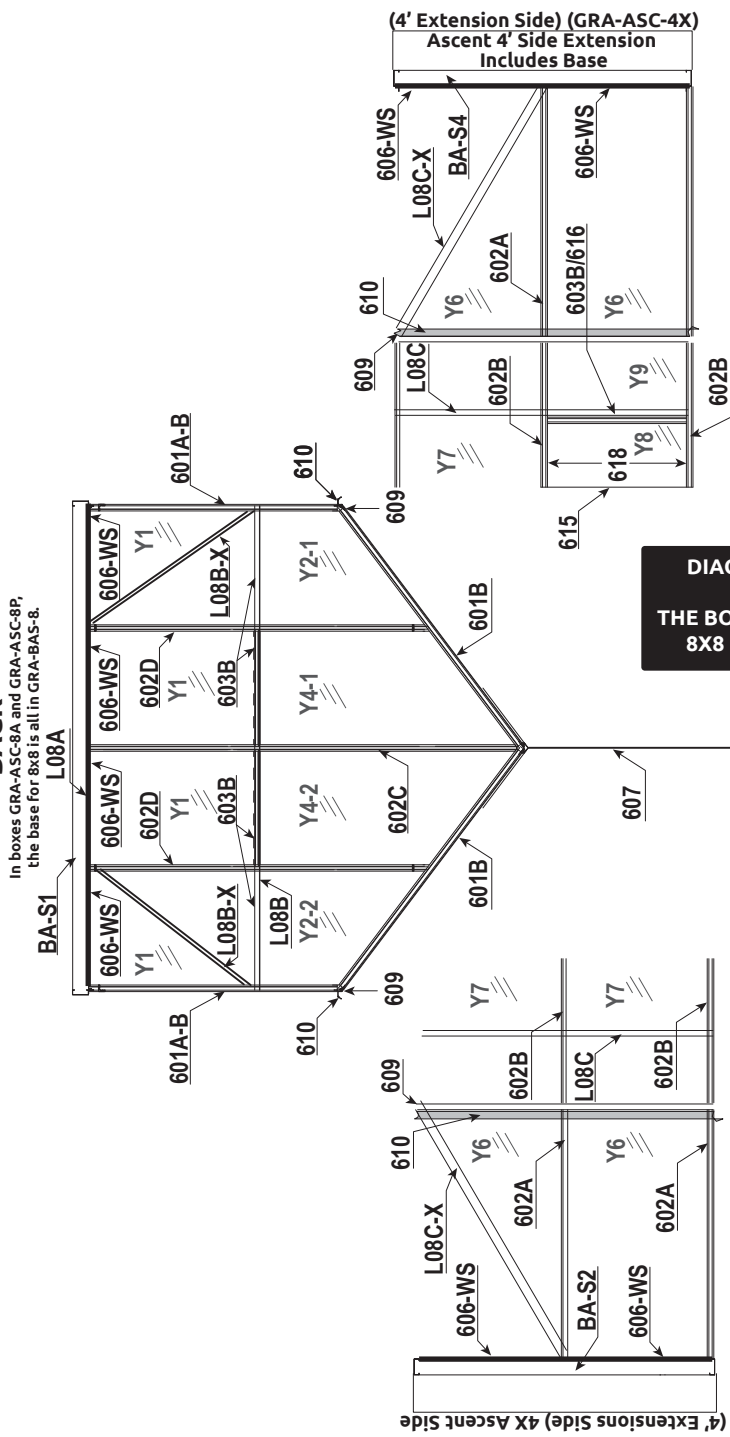 (4' Extension Side) (GRA-ASC-4X)
Ascent 4' Side Extension
Includes Base
606-WS
BA-S4
606-WS
L08C-X
602A
603B/616
610
Y6
Y6
609
L08C
602B
Y9
602B
Y7
Y8
618
615
In boxes GRA-ASC-8A and GRA-ASC-8P,
the base for 8x8 is all in GRA-BAS-8.
BA-S1
L08A
606-WS
606-WS
606-WS
606-WS
601A-B
Y1
Y1
Y1
Y1
602D
602D
L08B-X
L08B-X
603B
603B
L08B
610
609
Y2-1
Y4-1
Y4-2
Y2-2
602C
601B
601B
601A-B
610
609
607
DIAG
THE BO
8X8
609
610
Y7
Y7
602B
L08C
602B
Y6
Y6
602A
602A
L08C-X
606-WS
BA-S2
606-WS
(4' Extensions Side) 4X Ascent Side